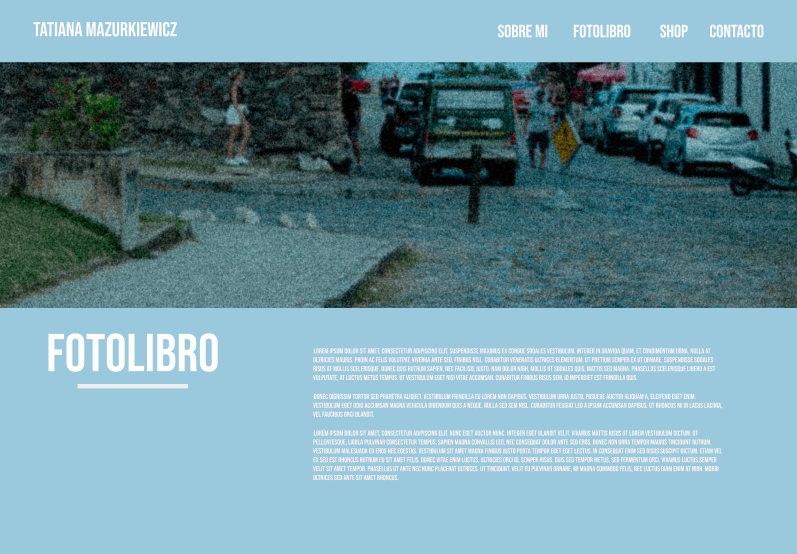 TATIANA MAZURKIEWICZ
SOBRE MI FOTOLIBRO SHOP CONTACTO
FOTOLIBRO
LOREM IPSUM DOLOR SIT AMET, CONSECTETUR ADIPISCING ELIT. SUSPENDISSE MAXIMUS EX CONGUE SODALES VESTIBULUM. INTEGER IN GRAVIDA QUAM, ET CONDIMENTUM URNA. NULLA AT
ULTRICIES MAURIS. PROIN AC FELIS VOLUTPAT, VIVERRA ANTE SED, FINIBUS NISL. CURABITUR VENENATIS ULTRICES ELEMENTUM. UT PRETIUM SEMPER EX UT ORNARE. SUSPENDISSE SODALES
RISUS AT MOLLIS SCELERISQUE. DONEC QUIS RUTRUM SAPIEN. NEC FACILISIS JUSTO. NAM DOLOR NIBH, MOLLIS UT SODALES QUIS, MATTIS SED MAGNA. PHASELLUS SCELERISQUE LIBERO A EST
VOLPUTATE, AT LUCTUS METUS TEMPUS. UT VESTIBULUM EGET NISI VITAE ACCUMSAN. CURABITUR FINIBUS RISUS SEM, ID IMPERDIET EST FRINGILLA QUIS.
DONEC DIGNISSIM TORTOR SED PHARETRA ALIQUET. VESTIBULUM FRINGILLA EU LOREM NON DAPIBUS. VESTIBULUM URNA JUSTO, POSUERE AUCTOR ALIQUAM A, ELEIFEND EGET ENIM.
VESTIBULUM EGET ODIO ACCUMSAN MAGNA VEHICULA BIBENDUM QUIS A NEQUE. NULLA SED SEM NISL. CURABITUR FEUGIAT LEO A IPSUM ACCUMSAN DAPIBUS. UT RHONCUS MI IN LACUS LACINIA,
VEL FAUCIBUS ORCI BLANDIT.
LOREM IPSUM DOLOR SIT AMET, CONSECTETUR ADIPISCING ELIT. NUNC EGET AUCTOR NUNC. INTEGER EGET BLANDIT VELIT. VIVAMUS MATTIS RISUS UT LOREM VESTIBULUM DICTUM. UT
PELLENTESQUE, LIGULA PULVINAR CONSECTETUR TEMPUS, SAPIEN MAGNA CONVALLIS LEO, NEC CONSEQUAT DOLOR ANTE SED EROS. DONEC NON URNA TEMPOR MAURIS TINCIDUNT RUTRUM.
VESTIBULUM MALESUADA EU EROS NEC EGESTAS. VESTIBULUM SIT AMET MAGNA FINIBUS JUSTO PORTA TEMPOR EGET EGET LECTUS. IN CONSEQUAT ENIM SED RISUS SUSCIPIT DICTUM. ETIAM VEL
EX SED EST RHONCUS RUTRUM EU SIT AMET FELIS. DONEC VITAE ENIM LUCTUS, ULTRICIES ORCI ID, SEMPER RISUS. DUIS SED TEMPOR METUS, SED FERMENTUM ORCI. VIVAMUS LUCTUS SEMPER
VELIT SIT AMET TEMPOR. PHASELLUS UT ANTE NEC NUNC PLACERAT ULTRICES. UT TINCIDUNT, VELIT EU PULVINAR ORNARE, MI MAGNA COMMODO FELIS, NEC LUCTUS DIAM ENIM AT NIBH. MORBI
ULTRICES SED ANTE SIT AMET RHONCUS.